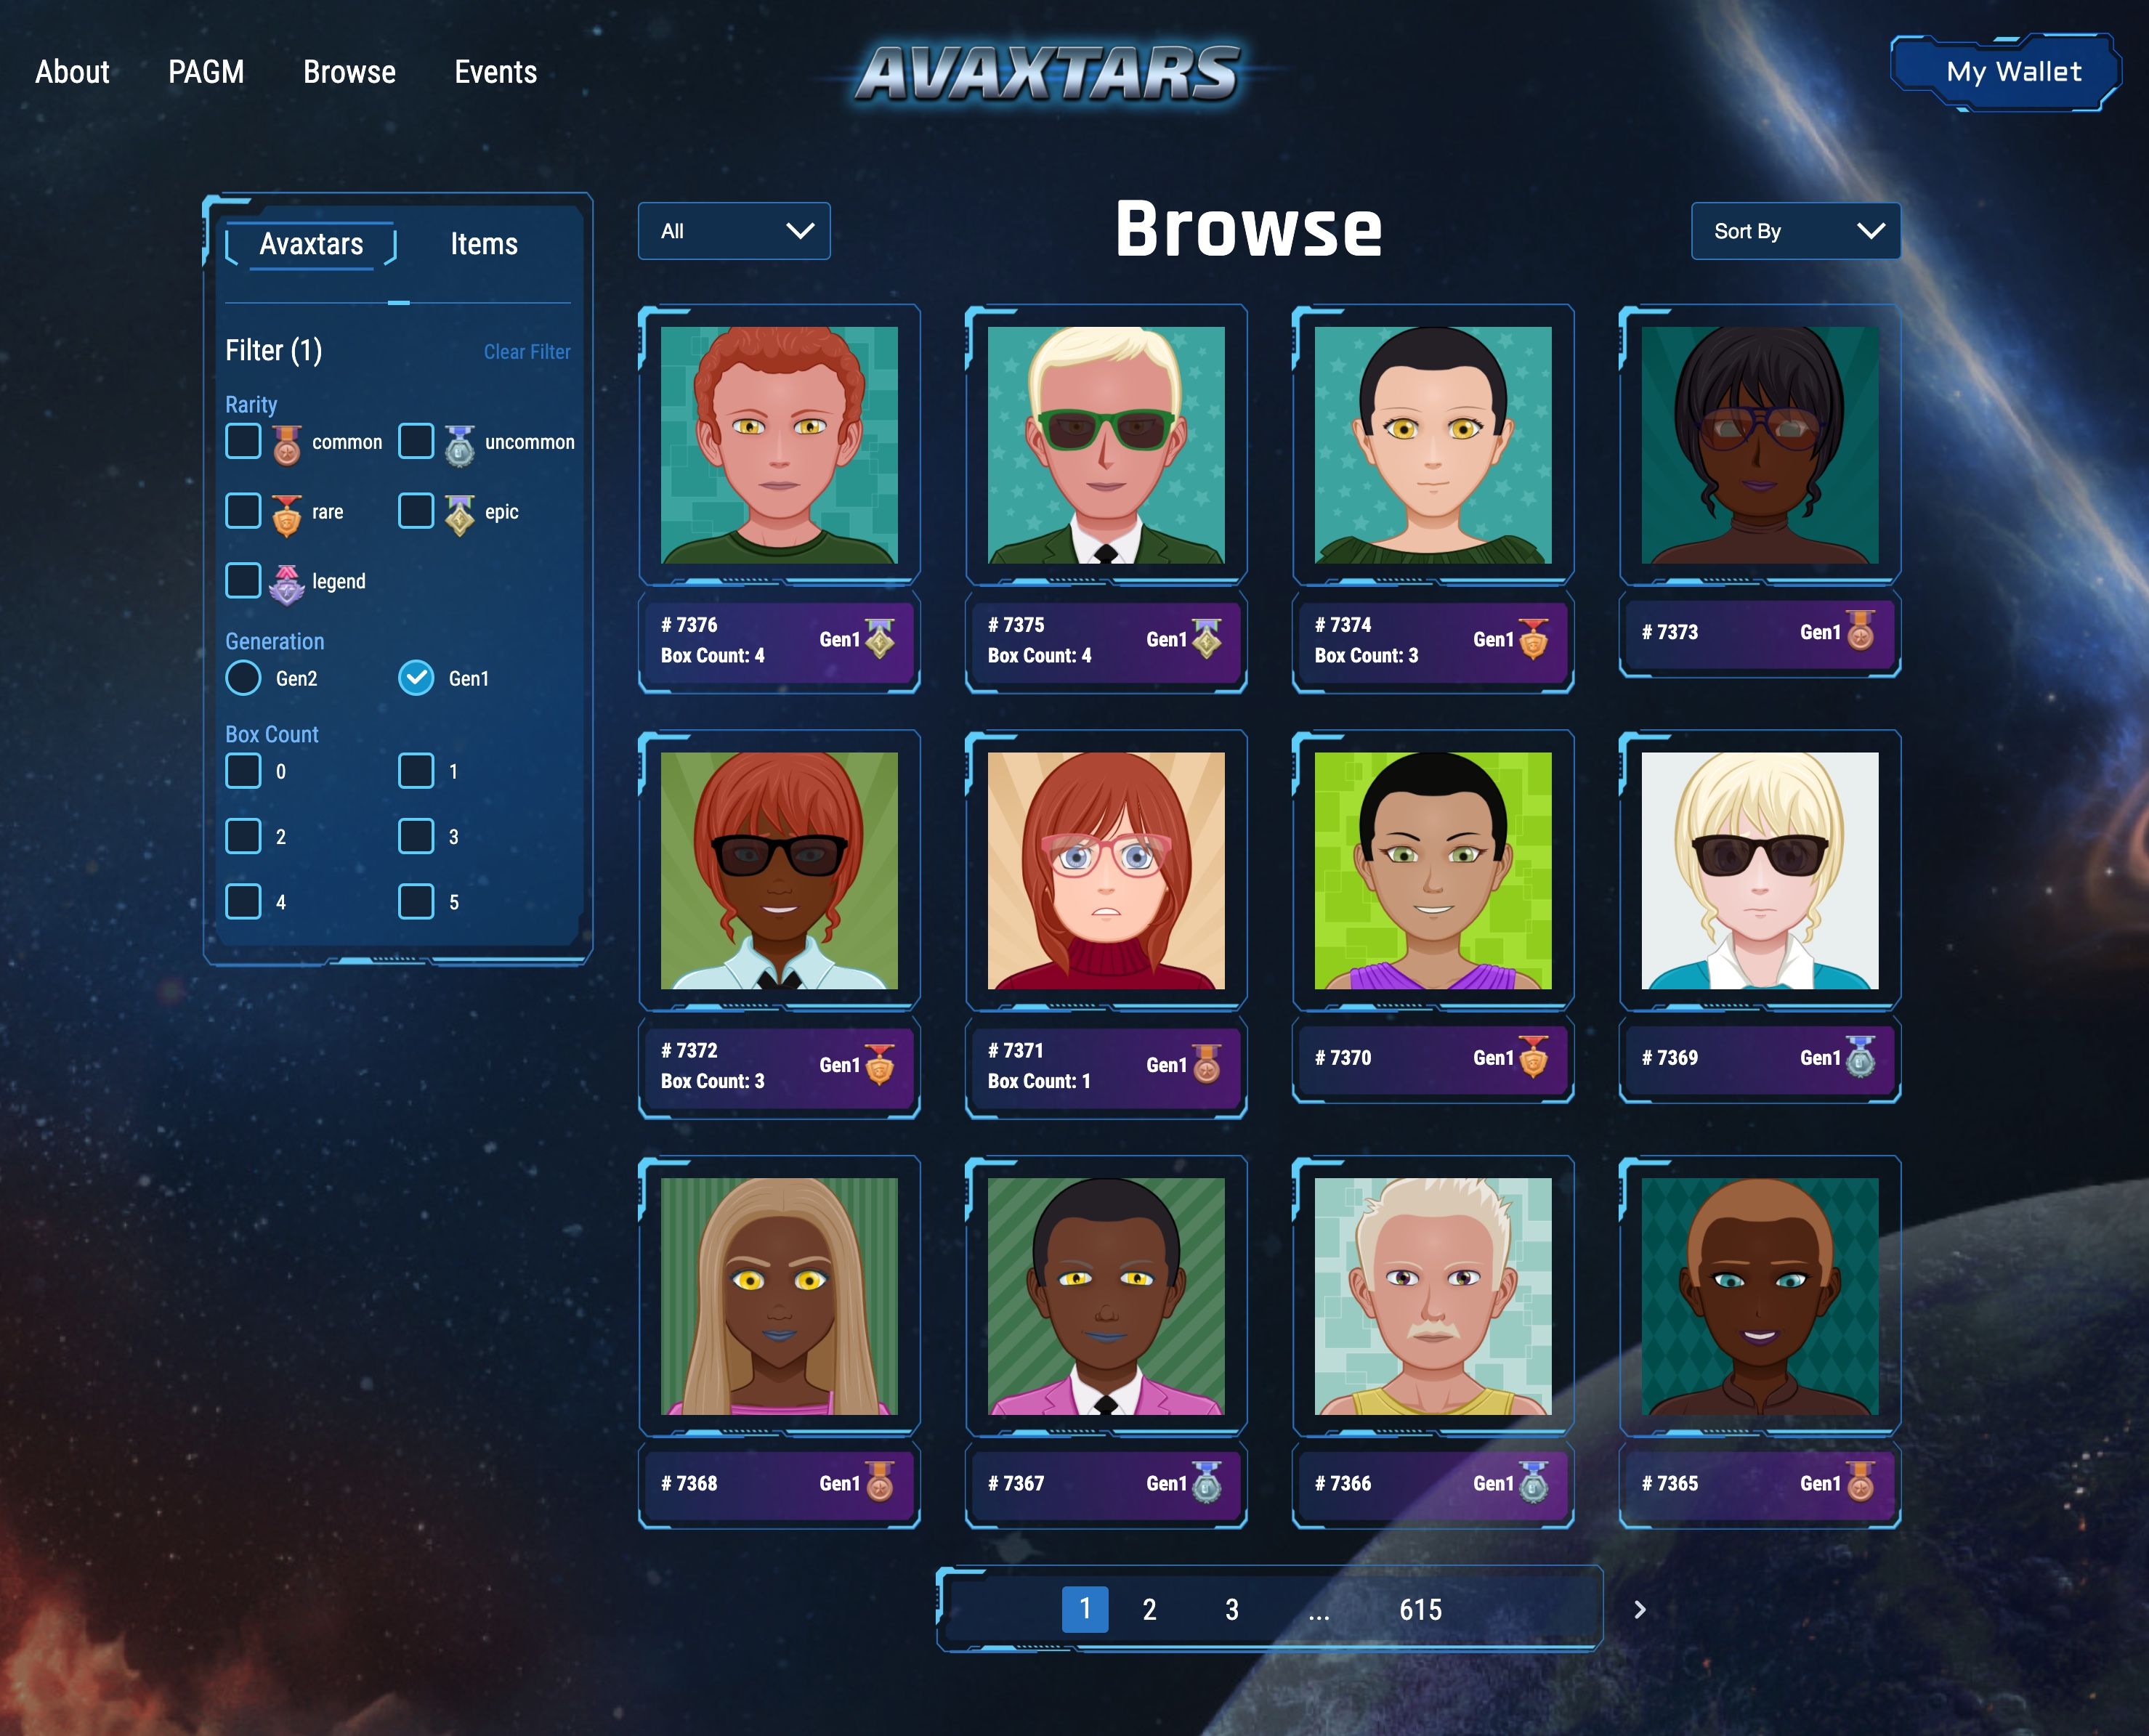 About PAGM Browse Events
AVAXTARS
My Wallet
Avaxtars Items
Filter (1) Clear Filter
Rarity
common uncommon
rare epic
legend
Generation
Gen2 Gen1
Box Count
0 1
2 3
4 5
All
Browse
Sort By
# 7376
Box Count: 4
Gen1
# 7375
Box Count: 4
Gen1
# 7374
Box Count: 3
Gen1
# 7373
Gen1
# 7372
Box Count: 3
Gen1
# 7371
Box Count: 1
Gen1
# 7370
Gen1
# 7369
Gen1
# 7368
Gen1
# 7367
Gen1
# 7366
Gen1
# 7365
Gen1
1 2 3 ... 615